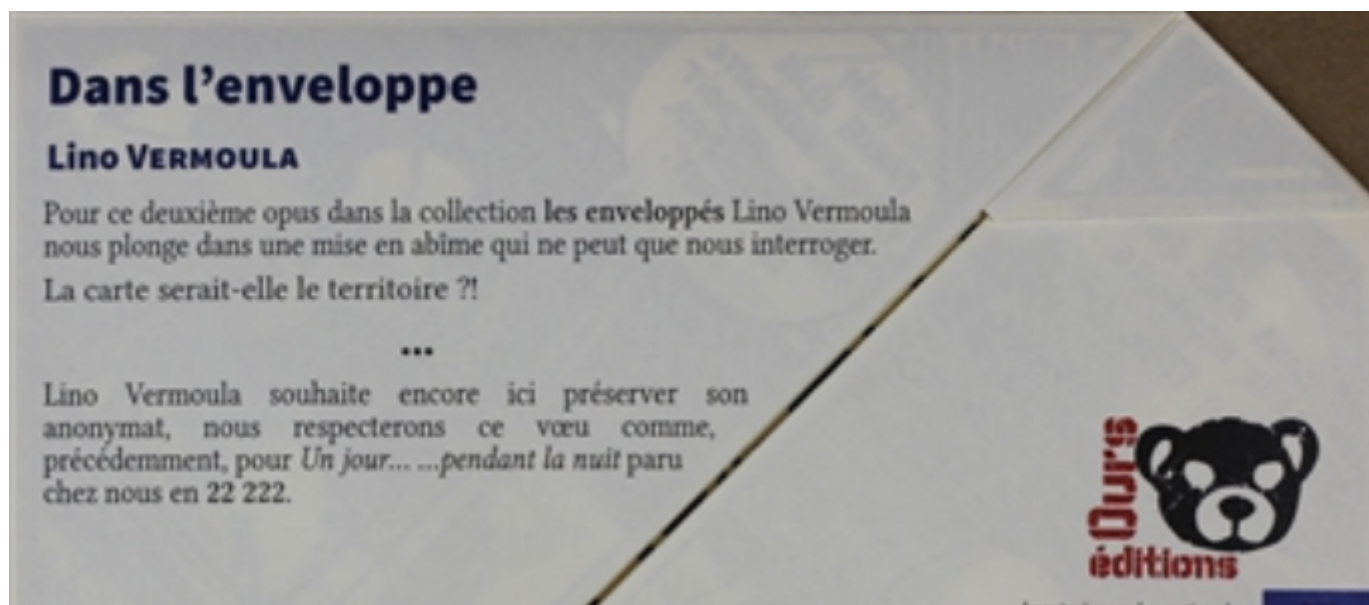 Dans l’enveloppe
Lino VERMOULA
Pour ce deuxième opus dans la collection les enveloppés Lino Vermoula
nous plonge dans une mise en abîme qui ne peut que nous interroger.
La carte serait-elle le territoire ?!
•••
Lino Vermoula souhaite encore ici préserver son
anonymat, nous respecterons ce vœu comme,
précédemment, pour Un jour... ...pendant la nuit paru
chez nous en 22 222.
Ours
éditions